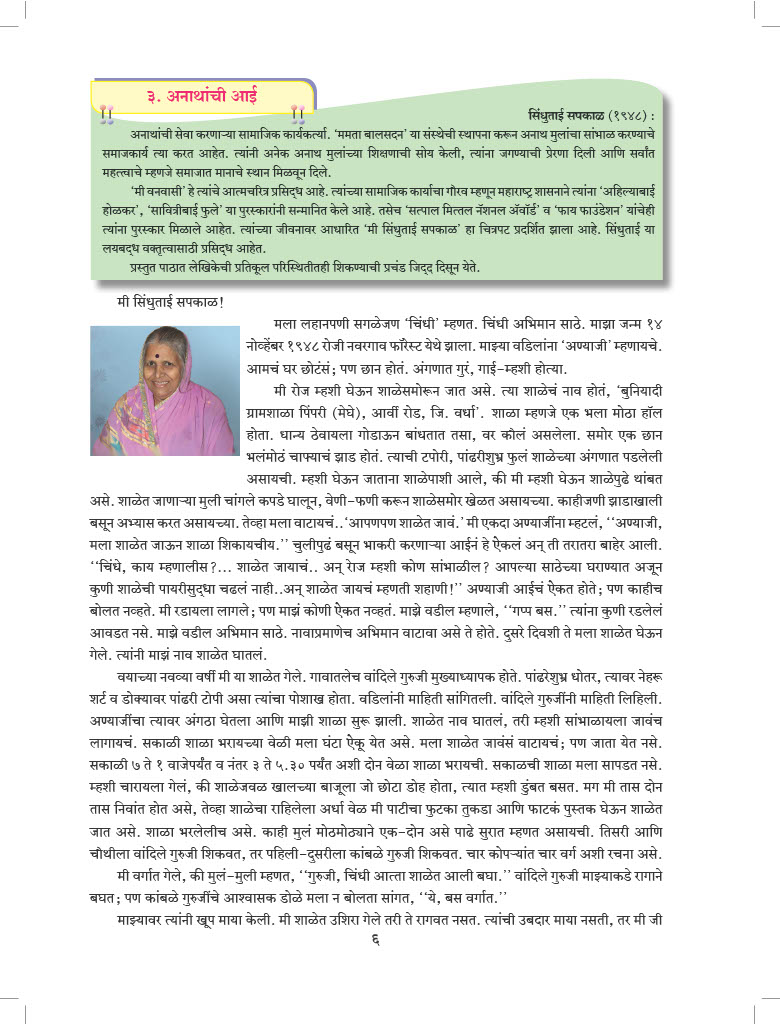 ३. अनाथांची आई
सिंधुताई सपकाळ (१९४८) :
अनाथांची सेवा करणाऱ्या सामाजिक कार्यकर्त्या. ‘ममता बालसदन’ या संस्थेची स्थापना करून अनाथ मुलांचा सांभाळ करण्याचे
समाजकार्य त्या करत आहेत. त्यांनी अनेक अनाथ मुलांच्या शिक्षणाची सोय केली, त्यांना जगण्याची प्रेरणा दिली आणि सर्वांत
महत्त्वाचे म्हणजे समाजात मानाचे स्थान मिळवून दिले.
‘मी वनवासी’ हे त्यांचे आत्मचरित्र प्रसिद्ध आहे. त्यांच्या सामाजिक कार्याचा गौरव म्हणून महाराष्ट्र शासनाने त्यांना ‘अहिल्याबाई
होळकर’, ‘सावित्रीबाई फुले’ या पुरस्कारांनी सन्मानित केले आहे. तसेच ‘सत्पाल मित्तल नॅशनल ॲवॉर्ड’ व ‘फाय फाउंडेशन’ यांचेही
त्यांना पुरस्कार मिळाले आहेत. त्यांच्या जीवनावर आधारित ‘मी सिंधुताई सपकाळ’ हा चित्रपट प्रदर्शित झाला आहे. सिंधुताई या
लयबद्ध वक्तृत्वासाठी प्रसिद्ध आहेत.
प्रस्तुत पाठात लेखिकेची प्रतिकूल परिस्थितीतही शिकण्याची प्रचंड जिद्द दिसून येते.
मी सिंधुताई सपकाळ!
मला लहानपणी सगळेजण ‘चिंधी’ म्हणत. चिंधी अभिमान साठे. माझा जन्म १४
नोव्हेंबर १९४८ रोजी नवरगाव फॉरेस्ट येथे झाला. माझ्या वडिलांना ‘अण्याजी’ म्हणायचे.
आमचं घर छोटंसं; पण छान होतं. अंगणात गुरं, गाई-म्हशी होत्या.
मी रोज म्हशी घेऊन शाळेसमोरून जात असे. त्या शाळेचं नाव होतं, ‘बुनियादी
ग्रामशाळा पिंपरी (मेघे), आर्वी रोड, जि. वर्धा’. शाळा म्हणजे एक भला मोठा हॉल
होता. धान्य ठेवायला गोडाऊन बांधतात तसा, वर कौलं असलेला. समोर एक छान
भलंमोठं चाफ्याचं झाड होतं. त्याची टपोरी, पांढरीशुभ्र फुलं शाळेच्या अंगणात पडलेली
असायची. म्हशी घेऊन जाताना शाळेपाशी आले, की मी म्हशी घेऊन शाळेपुढे थांबत
असे. शाळेत जाणाऱ्या मुली चांगले कपडे घालून, वेणी-फणी करून शाळेसमोर खेळत असायच्या. काहीजणी झाडाखाली
बसून अभ्यास करत असायच्या. तेव्हा मला वाटायचं..‘आपणपण शाळेत जावं.’ मी एकदा अण्याजींना म्हटलं, ‘‘अण्याजी,
मला शाळेत जाऊन शाळा शिकायचीय.’’ चुलीपुढं बसून भाकरी करणाऱ्या आईनं हे ऐकलं अन् ती तरातरा बाहेर आली.
‘‘चिंधे, काय म्हणालीस?... शाळेत जायाचं.. अन् रोज म्हशी कोण सांभाळील? आपल्या साठेच्या घराण्यात अजून
कुणी शाळेची पायरीसुद्धा चढलं नाही..अन् शाळेत जायचं म्हणती शहाणी!’’ अण्याजी आईचं ऐकत होते; पण काहीच
बोलत नव्हते. मी रडायला लागले; पण माझं कोणी ऐकत नव्हतं. माझे वडील म्हणाले, ‘‘गप्प बस.’’ त्यांना कुणी रडलेलं
आवडत नसे. माझे वडील अभिमान साठे. नावाप्रमाणेच अभिमान वाटावा असे ते होते. दुसरे दिवशी ते मला शाळेत घेऊन
गेले. त्यांनी माझं नाव शाळेत घातलं.
वयाच्या नवव्या वर्षी मी या शाळेत गेले. गावातलेच वांदिले गुरुजी मुख्याध्यापक होते. पांढरेशुभ्र धोतर, त्यावर नेहरू
शर्ट व डोक्यावर पांढरी टोपी असा त्यांचा पोशाख होता. वडिलांनी माहिती सांगितली. वांदिले गुरुजींनी माहिती लिहिली.
अण्याजींचा त्यावर अंगठा घेतला आणि माझी शाळा सुरू झाली. शाळेत नाव घातलं, तरी म्हशी सांभाळायला जावंच
लागायचं. सकाळी शाळा भरायच्या वेळी मला घंटा ऐकू येत असे. मला शाळेत जावंसं वाटायचं; पण जाता येत नसे.
सकाळी ७ ते १ वाजेपर्यंत व नंतर ३ ते ५.३० पर्यंत अशी दोन वेळा शाळा भरायची. सकाळची शाळा मला सापडत नसे.
म्हशी चारायला गेलं, की शाळेजवळ खालच्या बाजूला जो छोटा डोह होता, त्यात म्हशी डुंबत बसत. मग मी तास दोन
तास निवांत होत असे, तेव्हा शाळेचा राहिलेला अर्धा वेळ मी पाटीचा फुटका तुकडा आणि फाटकं पुस्तक घेऊन शाळेत
जात असे. शाळा भरलेलीच असे. काही मुलं मोठमोठ्याने एक-दोन असे पाढे सुरात म्हणत असायची. तिसरी आणि
चौथीला वांदिले गुरुजी शिकवत, तर पहिली-दुसरीला कांबळे गुरुजी शिकवत. चार कोपऱ्यांत चार वर्ग अशी रचना असे.
मी वर्गात गेले, की मुलं-मुली म्हणत, ‘‘गुरुजी, चिंधी आत्ता शाळेत आली बघा.’’ वांदिले गुरुजी माझ्याकडे रागाने
बघत; पण कांबळे गुरुजींचे आश्वासक डोळे मला न बोलता सांगत, ‘‘ये, बस वर्गात.’’
माझ्यावर त्यांनी खूप माया केली. मी शाळेत उशिरा गेले तरी ते रागवत नसत. त्यांची उबदार माया नसती, तर मी जी
६